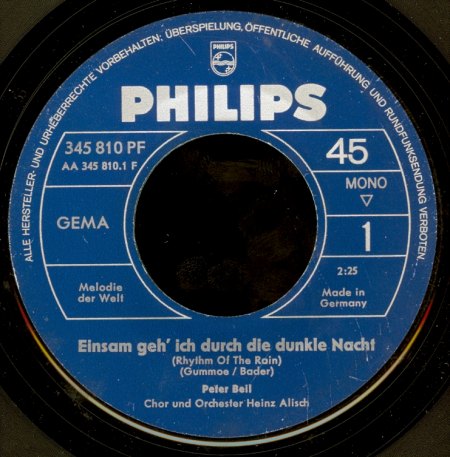 ALLE HERSTELLER- UND URHEBERRECHTE VORBEHALTEN: ÜBERSPIELUNG, ÖFFENTLICHE AUFFÜHRUNG UND RUNDFUNKSENDUNG VERBOTEN.
PHILIPS
PHILIPS
345 810 PF
AA 345 810.1 F
45
MONO
GEMA
1
2:25
Melodie
der Welt
Made in
Germany
Einsam geh' ich durch die dunkle Nacht
(Rhythm Of The Rain)
(Gummoe / Bader)
Peter Beil
Chor und Orchester Heinz Alisch